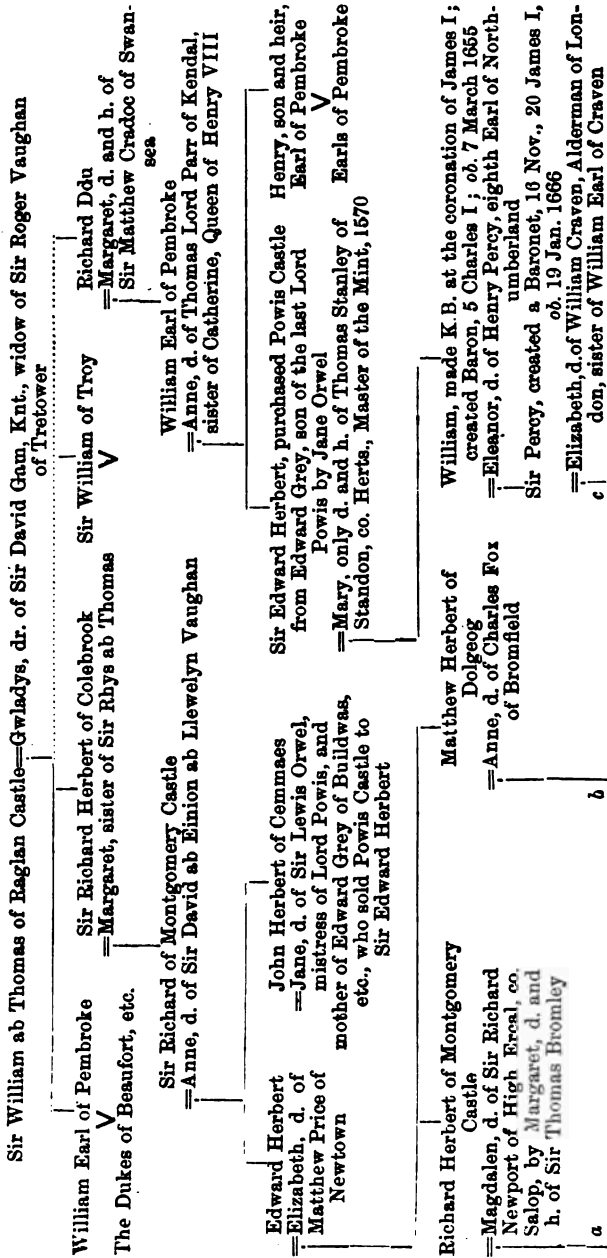 Sir William ab Thomas of Raglan Castle=Gwladys, dr. of Sir David Gam, Knt., widow of Sir Roger Vaughan
of Tretower
William Earl of Pembroke
V
The Dukes of Beaufort, etc.
Sir Richard Herbert of Colebrook
=Margaret, sister of Sir Rhys ab Thomas
Sir William of Troy
V
Richard Ddu
=Margaret, d. and h. of
Sir Matthew Cradoc of Swan-
sea
Sir Richard of Montgomery Castle
=Anne, d. of Sir David ab Einion ab Llewelyn Vaughan
William Earl of Pembroke
=Anne, d. of Thomas Lord Parr of Kendal,
sister of Catherine, Queen of Henry VIII
Edward Herbert
=Elizabeth, d. of
Matthew Price of
Newtown
John Herbert of Cemmaes
=Jane, d. of Sir Lewis Orwel,
mistress of Lord Powis, and
mother of Edward Grey of Buildwas,
etc., who sold Powis Castle to
Sir Edward Herbert
Sir Edward Herbert, purchased Powis Castle
from Edward Grey, son of the last Lord
Powis by Jane Orwel
=Mary, only d. and h. of Thomas Stanley of
Standon, co. Herts., Master of the Mint, 1570
Henry, son and heir,
Earl of Pembroke
V
Earls of Pembroke
Richard Herbert of Montgomery
Castle
=Magdalen, d. of Sir Richard
Newport of High Ercal, co.
Salop, by Margaret, d. and
h. of Sir Thomas Bromley
a
Matthew Herbert of
Dolgeog
=Anne, d. of Charles Fox
of Bromfield
b
William, made K.B. at the coronation of James I;
created Baron, 5 Charles I; ob. 7 March 1655
=Eleanor, d. of Henry Percy, eighth Earl of North-
umberland
Sir Percy, created a Baronet, 16 Nov., 20 James I,
ob. 19 Jan. 1666
=Elizabeth, d. of William Craven, Alderman of Lon-
don, sister of William Earl of Craven
c